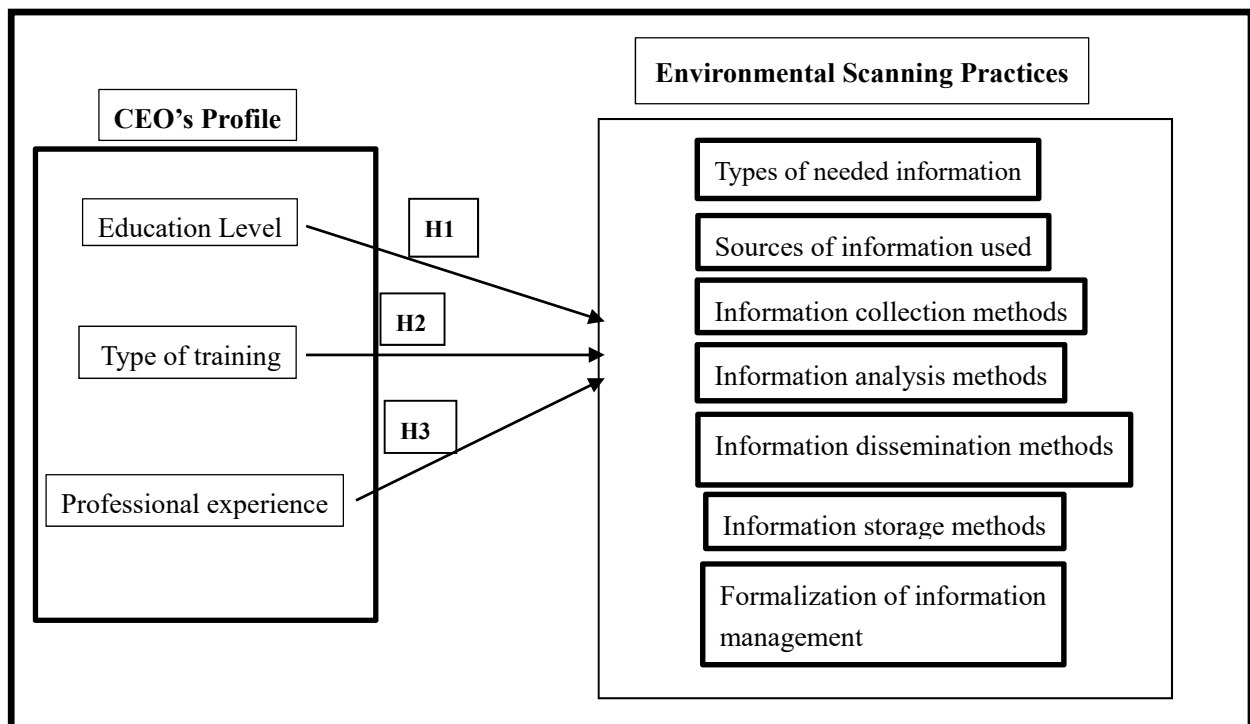 Environmental Scanning Practices
CEO’s Profile
Education Level
Type of training
Professional experience
H1
H2
H3
Types of needed information
Sources of information used
Information collection methods
Information analysis methods
Information dissemination methods
Information storage methods
Formalization of information
management